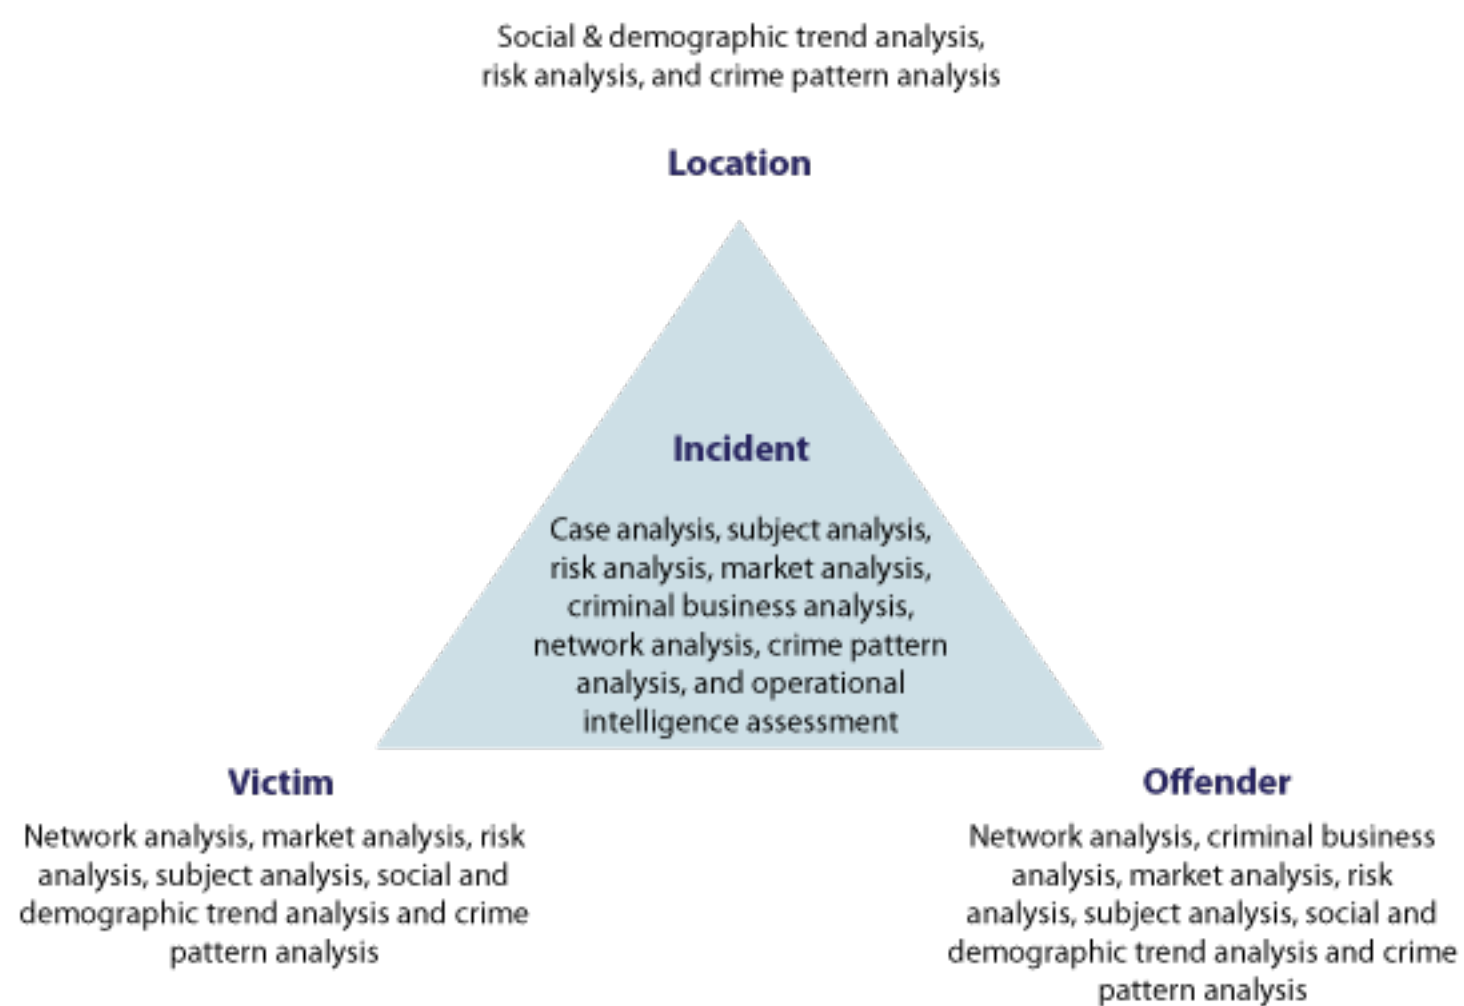 Social & demographic trend analysis,
risk analysis, and crime pattern analysis
Location
Incident
Case analysis, subject analysis,
risk analysis, market analysis,
criminal business analysis,
network analysis, crime pattern
analysis, and operational
intelligence assessment
Victim
Network analysis, market analysis, risk
analysis, subject analysis, social and
demographic trend analysis and crime
pattern analysis
Offender
Network analysis, criminal business
analysis, market analysis, risk
analysis, subject analysis, social and
demographic trend analysis and crime
pattern analysis